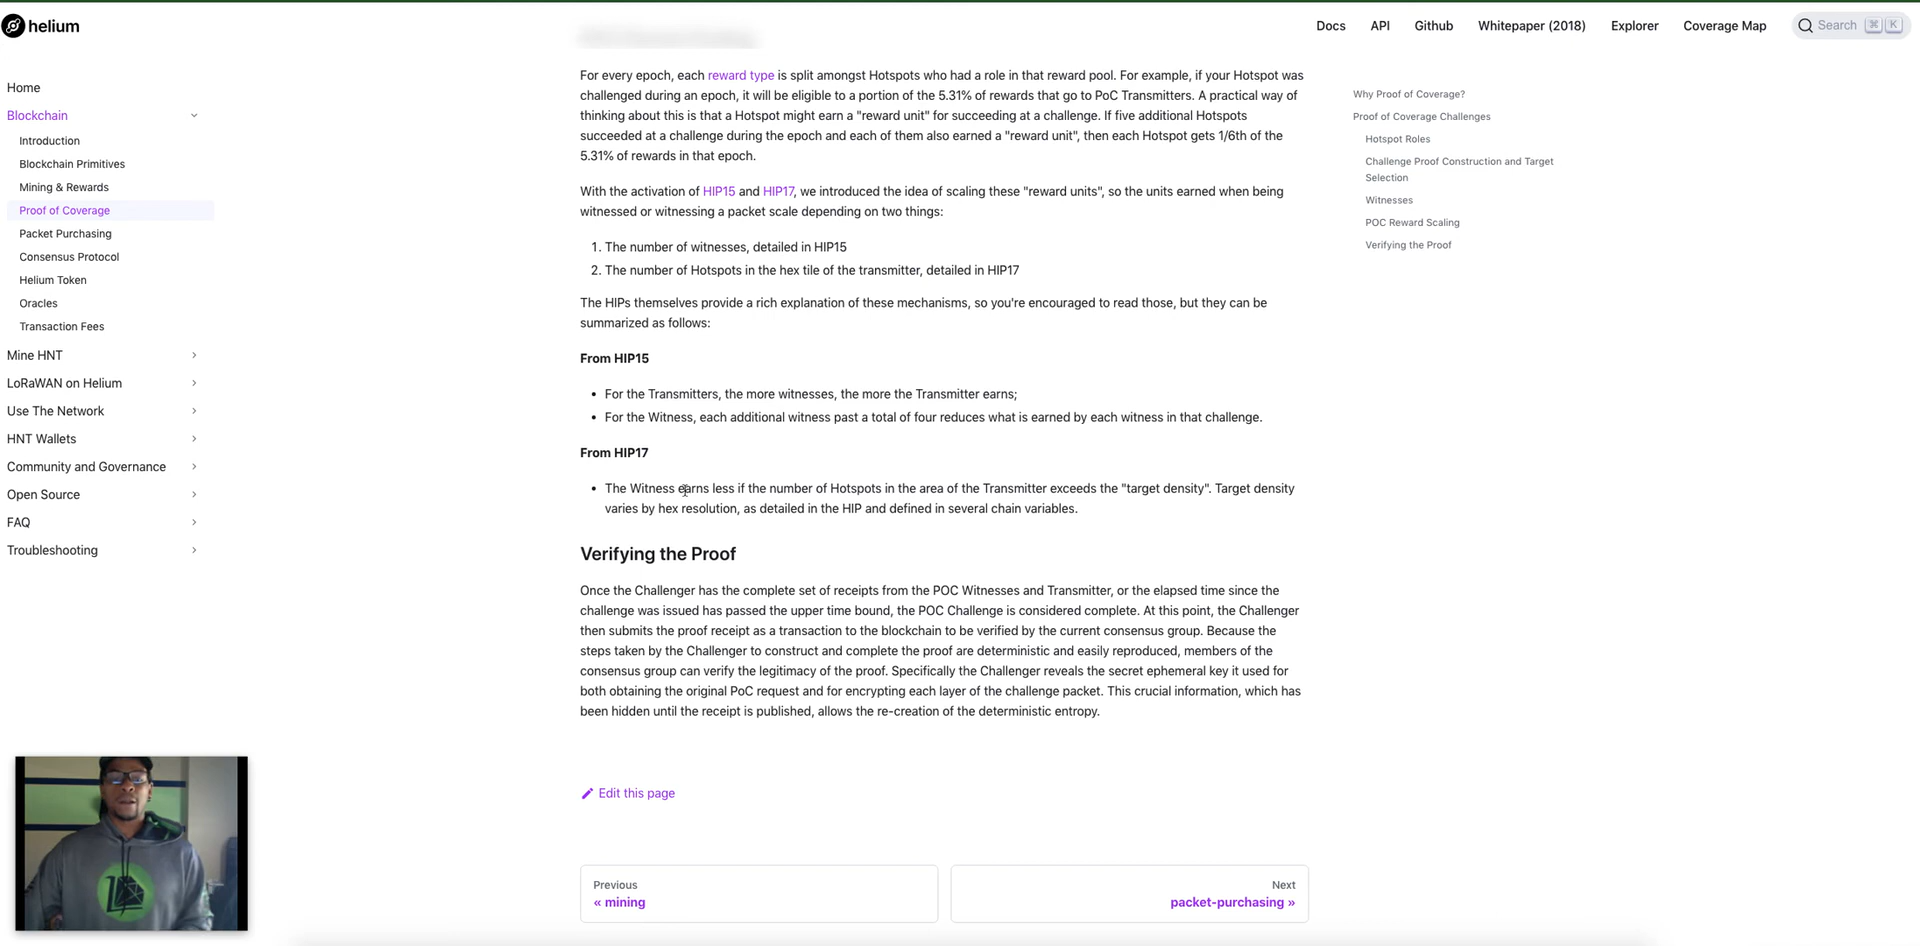 helium
Docs
API
Github
Whitepaper (2018)
Explorer
Coverage Map
Search ⌘ K
Home
Blockchain
Introduction
Blockchain Primitives
Mining & Rewards
Proof of Coverage
Packet Purchasing
Consensus Protocol
Helium Token
Oracles
Transaction Fees
Mine HNT
LoRaWAN on Helium
Use The Network
HNT Wallets
Community and Governance
Open Source
FAQ
Troubleshooting
For every epoch, each reward type is split amongst Hotspots who had a role in that reward pool. For example, if your Hotspot was
challenged during an epoch, it will be eligible to a portion of the 5.31% of rewards that go to PoC Transmitters. A practical way of
thinking about this is that a Hotspot might earn a "reward unit" for succeeding at a challenge. If five additional Hotspots
succeeded at a challenge during the epoch and each of them also earned a "reward unit", then each Hotspot gets 1/6th of the
5.31% of rewards in that epoch.
With the activation of HIP15 and HIP17, we introduced the idea of scaling these "reward units", so the units earned when being
witnessed or witnessing a packet scale depending on two things:
1. The number of witnesses, detailed in HIP15
2. The number of Hotspots in the hex tile of the transmitter, detailed in HIP17
The HIPs themselves provide a rich explanation of these mechanisms, so you're encouraged to read those, but they can be
summarized as follows:
From HIP15
• For the Transmitters, the more witnesses, the more the Transmitter earns;
• For the Witness, each additional witness past a total of four reduces what is earned by each witness in that challenge.
From HIP17
• The Witness earns less if the number of Hotspots in the area of the Transmitter exceeds the "target density". Target density
varies by hex resolution, as detailed in the HIP and defined in several chain variables.
Verifying the Proof
Once the Challenger has the complete set of receipts from the POC Witnesses and Transmitter, or the elapsed time since the
challenge was issued has passed the upper time bound, the POC Challenge is considered complete. At this point, the Challenger
then submits the proof receipt as a transaction to the blockchain to be verified by the current consensus group. Because the
steps taken by the Challenger to construct and complete the proof are deterministic and easily reproduced, members of the
consensus group can verify the legitimacy of the proof. Specifically the Challenger reveals the secret ephemeral key it used for
both obtaining the original PoC request and for encrypting each layer of the challenge packet. This crucial information, which has
been hidden until the receipt is published, allows the re-creation of the deterministic entropy.
Edit this page
Previous
« mining
Next
packet-purchasing »
Why Proof of Coverage?
Proof of Coverage Challenges
Hotspot Roles
Challenge Proof Construction and Target
Selection
Witnesses
POC Reward Scaling
Verifying the Proof